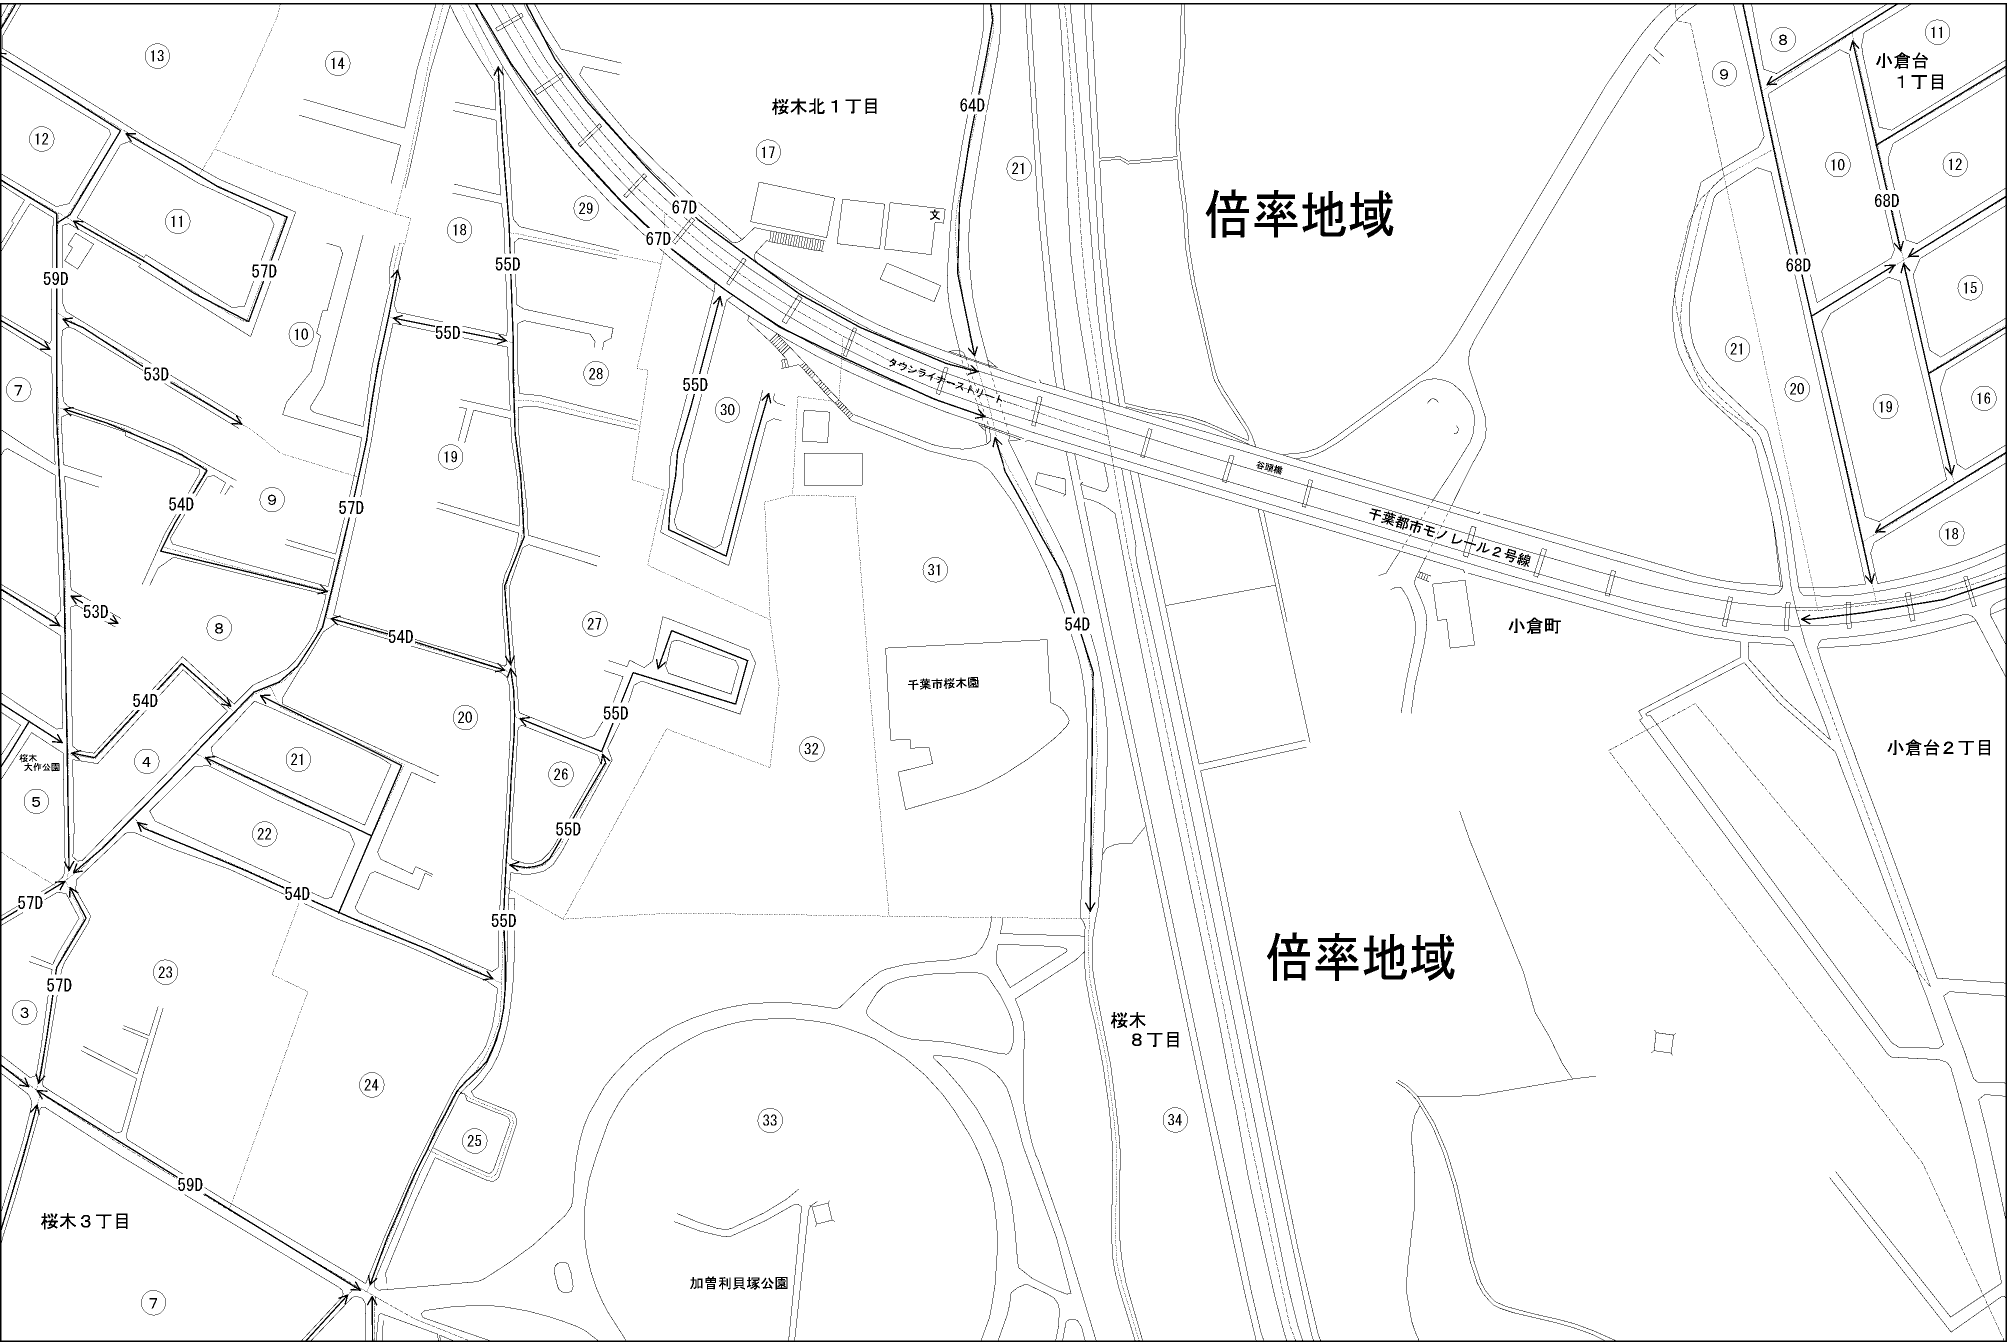 13
14
8
11
小倉台
1丁目
9
64D
桜木北1丁目
12
17
21
10
12
11
18
29
67D
68D
文
倍率地域
67D
57D
55D
59D
68D
15
10
55D
53D
7
28
55D
30
タウンライナーストリート
21
20
19
16
19
谷頭橋
9
54D
57D
千葉都市モノレール2号線
18
31
53D
8
54D
27
54D
小倉町
千葉市桜木園
54D
55D
20
32
小倉台2丁目
桜木
大作公園
4
21
26
5
22
55D
54D
57D
55D
23
57D
倍率地域
3
桜木
8丁目
24
33
34
25
59D
桜木3丁目
加曽利貝塚公園
7